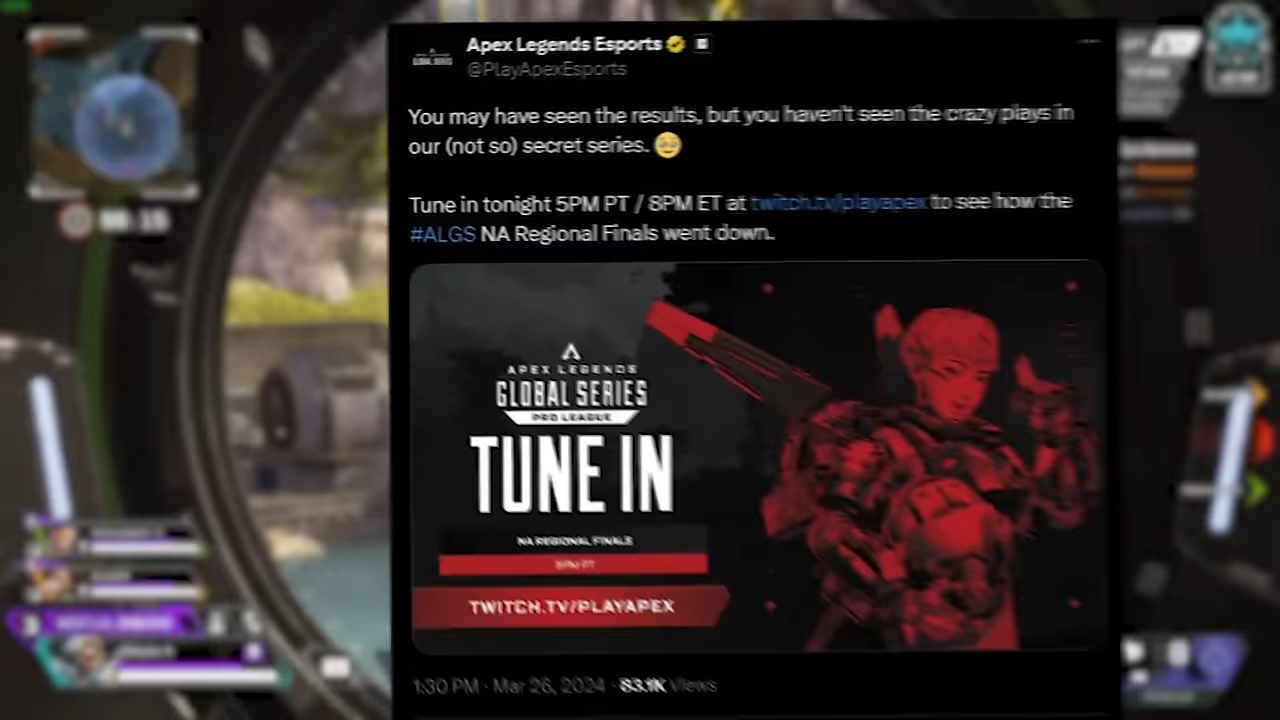 Apex Legends Esports
@PlayApexEsports
You may have seen the results, but you haven't seen the crazy plays in
our (not so) secret series. 🥹
Tune in tonight 5PM PT / 8PM ET at twitch.tv/playapex to see how the
#ALGS NA Regional Finals went down.
APEX LEGENDS
GLOBAL SERIES
PRO LEAGUE
TUNE IN
NA REGIONAL FINALS
5PM PT
TWITCH.TV/PLAYAPEX
1:30 PM · Mar 26, 2024 · 83.1K Views